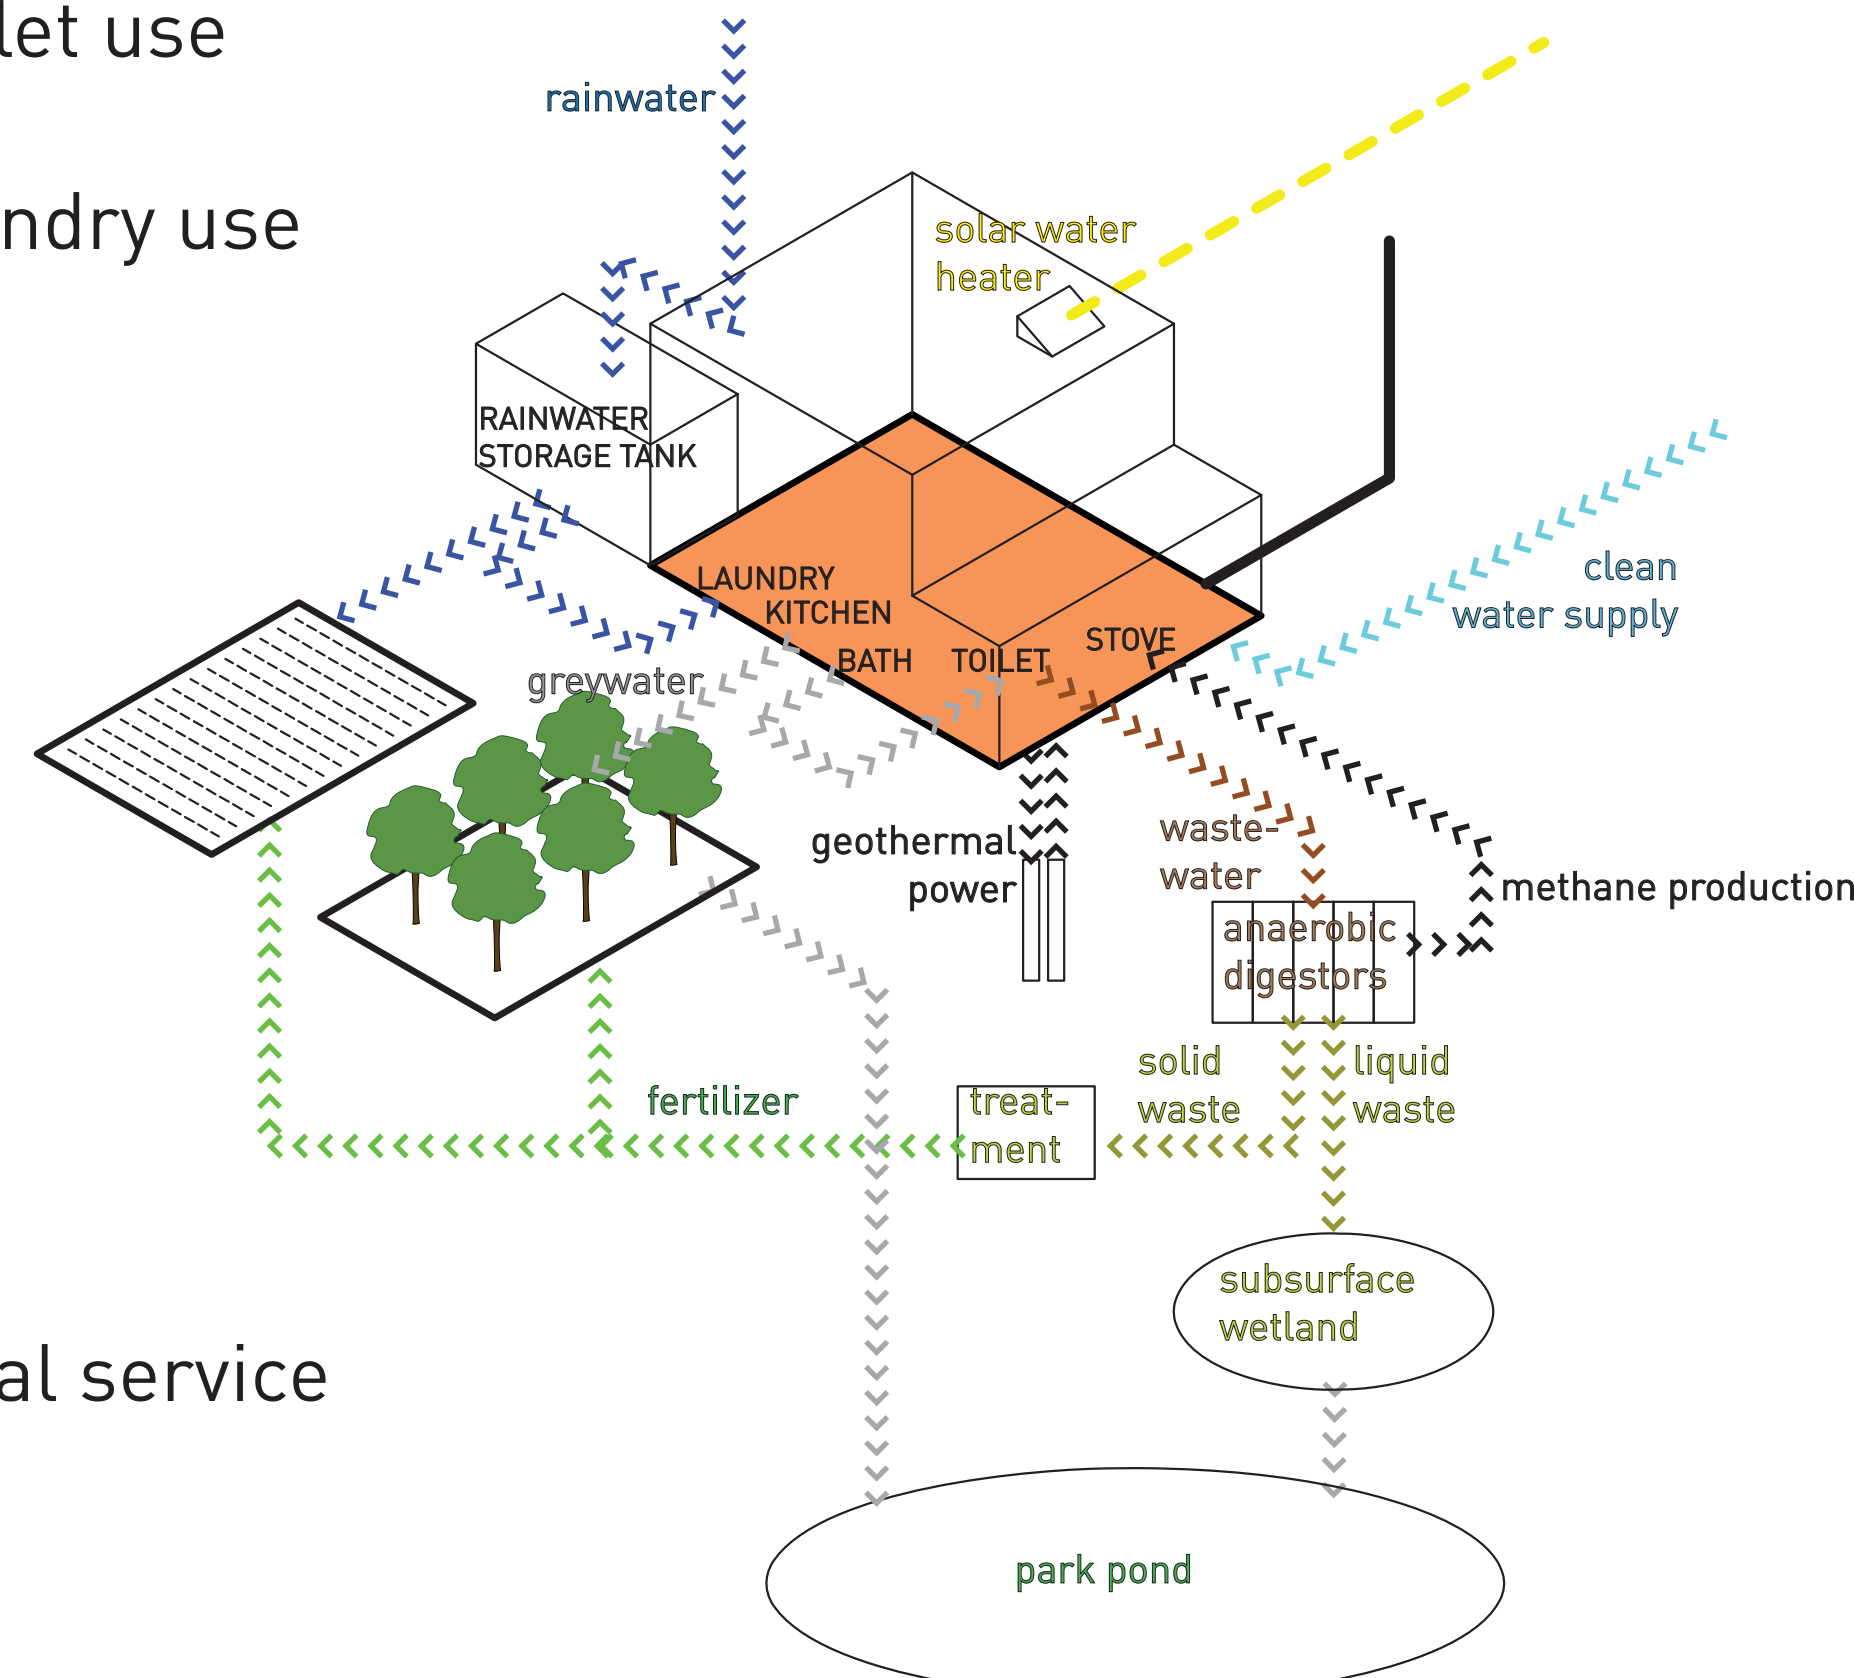 let use
rainwater
ndry use
solar water
heater
RAINWATER
STORAGE TANK
clean
water supply
LAUNDRY
KITCHEN
STOVE
BATH
TOILET
greywater
geothermal
power
waste-
water
methane production
anaerobic
digestors
solid
waste
liquid
waste
fertilizer
treat-
ment
subsurface
wetland
al service
park pond